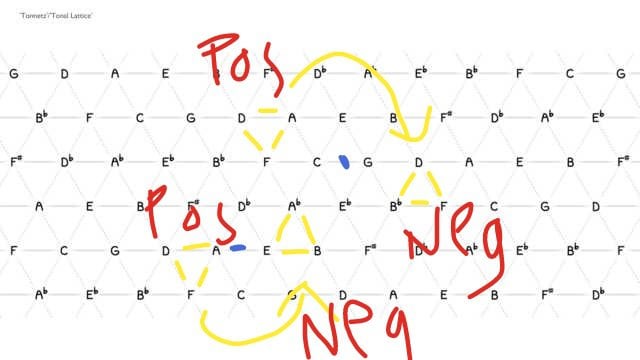 'Tonnetz'/'Tonal Lattice'
Pos
G D A E B F♯ D♭ A♭ E♭ B♭ F C G
B♭ F C G D A E B F♯ D♭ A♭ E♭
F♯ D♭ A♭ E♭ B♭ F C G D A E B F♯
A E B F♯ D♭ A♭ E♭ B♭ F C G D
Pos
Neg
F C G D A E B F♯ D♭ A♭ E♭ B♭ F
A♭ E♭ B♭ F C G D A E B F♯ D♭
Neg